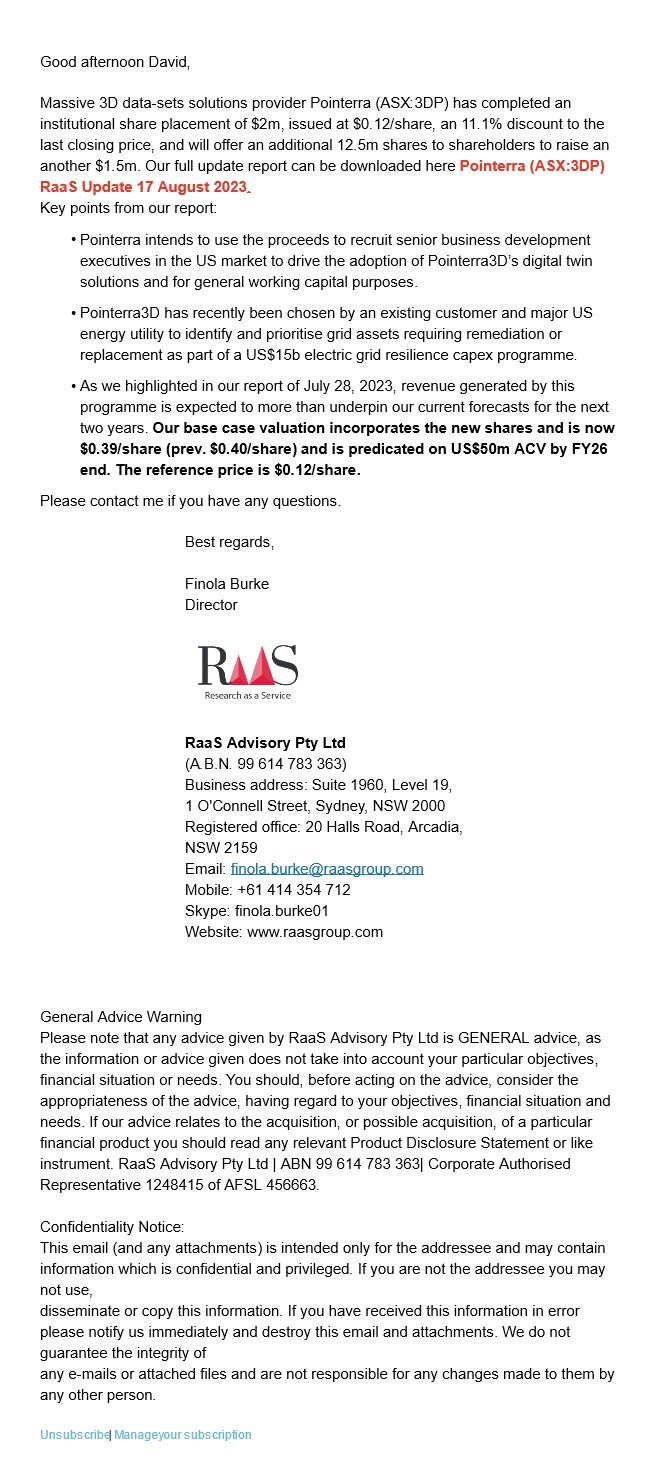 Good afternoon David,
Massive 3D data-sets solutions provider Pointerra (ASX:3DP) has completed an
institutional share placement of $2m, issued at $0.12/share, an 11.1% discount to the
last closing price, and will offer an additional 12.5m shares to shareholders to raise an
another $1.5m. Our full update report can be downloaded here Pointerra (ASX:3DP)
RaaS Update 17 August 2023.
Key points from our report:
• Pointerra intends to use the proceeds to recruit senior business development
executives in the US market to drive the adoption of Pointerra3D’s digital twin
solutions and for general working capital purposes.
• Pointerra3D has recently been chosen by an existing customer and major US
energy utility to identify and prioritise grid assets requiring remediation or
replacement as part of a US$15b electric grid resilience capex programme.
• As we highlighted in our report of July 28, 2023, revenue generated by this
programme is expected to more than underpin our current forecasts for the next
two years. Our base case valuation incorporates the new shares and is now
$0.39/share (prev. $0.40/share) and is predicated on US$50m ACV by FY26
end. The reference price is $0.12/share.
Please contact me if you have any questions.
Best regards,
Finola Burke
Director
RaaS
Research as a Service
RaaS Advisory Pty Ltd
(A.B.N. 99 614 783 363)
Business address: Suite 1960, Level 19,
1 O'Connell Street, Sydney, NSW 2000
Registered office: 20 Halls Road, Arcadia,
NSW 2159
Email: finola.burke@raasgroup.com
Mobile: +61 414 354 712
Skype: finola.burke01
Website: www.raasgroup.com
General Advice Warning
Please note that any advice given by RaaS Advisory Pty Ltd is GENERAL advice, as
the information or advice given does not take into account your particular objectives,
financial situation or needs. You should, before acting on the advice, consider the
appropriateness of the advice, having regard to your objectives, financial situation and
needs. If our advice relates to the acquisition, or possible acquisition, of a particular
financial product you should read any relevant Product Disclosure Statement or like
instrument. RaaS Advisory Pty Ltd | ABN 99 614 783 363| Corporate Authorised
Representative 1248415 of AFSL 456663.
Confidentiality Notice:
This email (and any attachments) is intended only for the addressee and may contain
information which is confidential and privileged. If you are not the addressee you may
not use,
disseminate or copy this information. If you have received this information in error
please notify us immediately and destroy this email and attachments. We do not
guarantee the integrity of
any e-mails or attached files and are not responsible for any changes made to them by
any other person.
Unsubscribe| Manageyour subscription